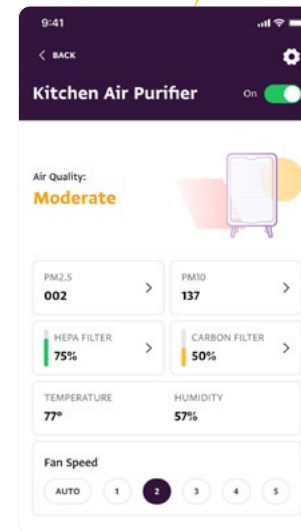 9:41
BACK
Kitchen Air Purifier On
Air Quality:
Moderate
PM2.5 PM10
002 137
HEPA FILTER CARBON FILTER
75% 50%
TEMPERATURE HUMIDITY
77° 57%
Fan Speed
AUTO 1 2 3 4 5